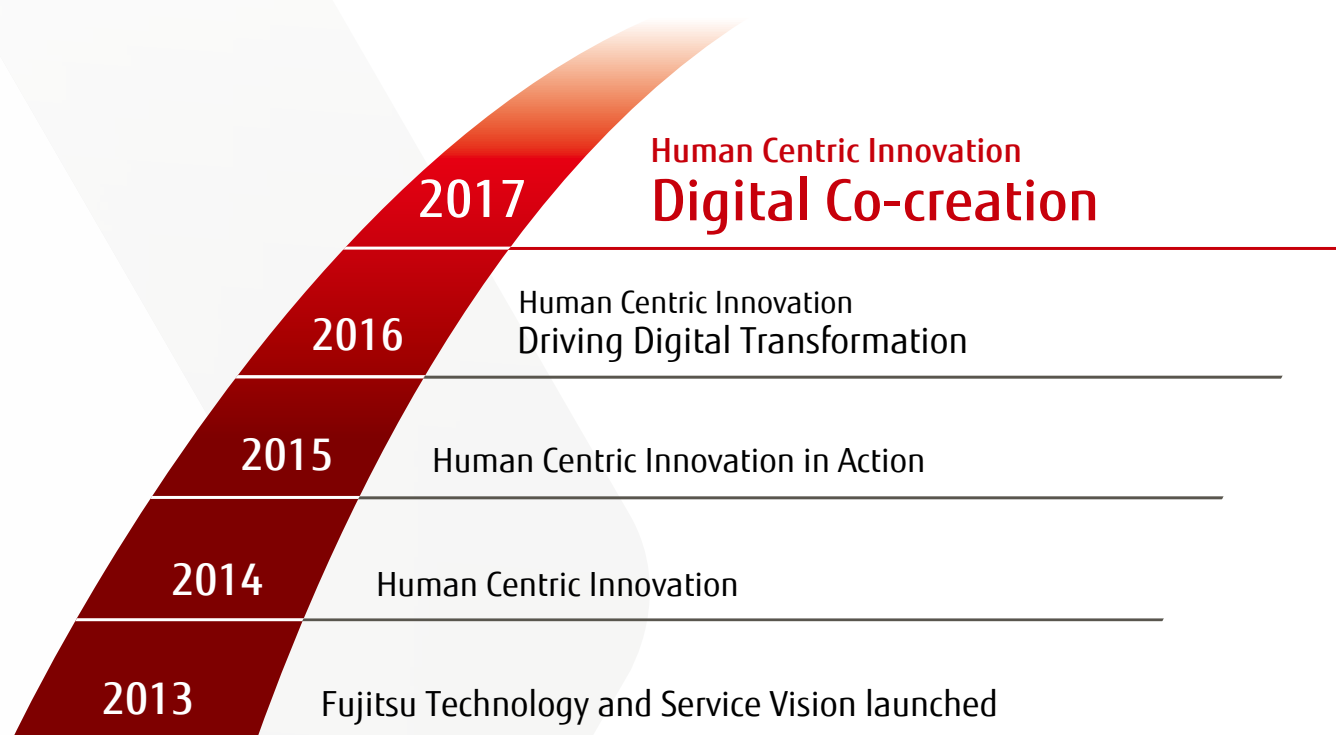 2017
Human Centric Innovation
Digital Co-creation
2016
Human Centric Innovation
Driving Digital Transformation
2015
Human Centric Innovation in Action
2014
Human Centric Innovation
2013
Fujitsu Technology and Service Vision launched